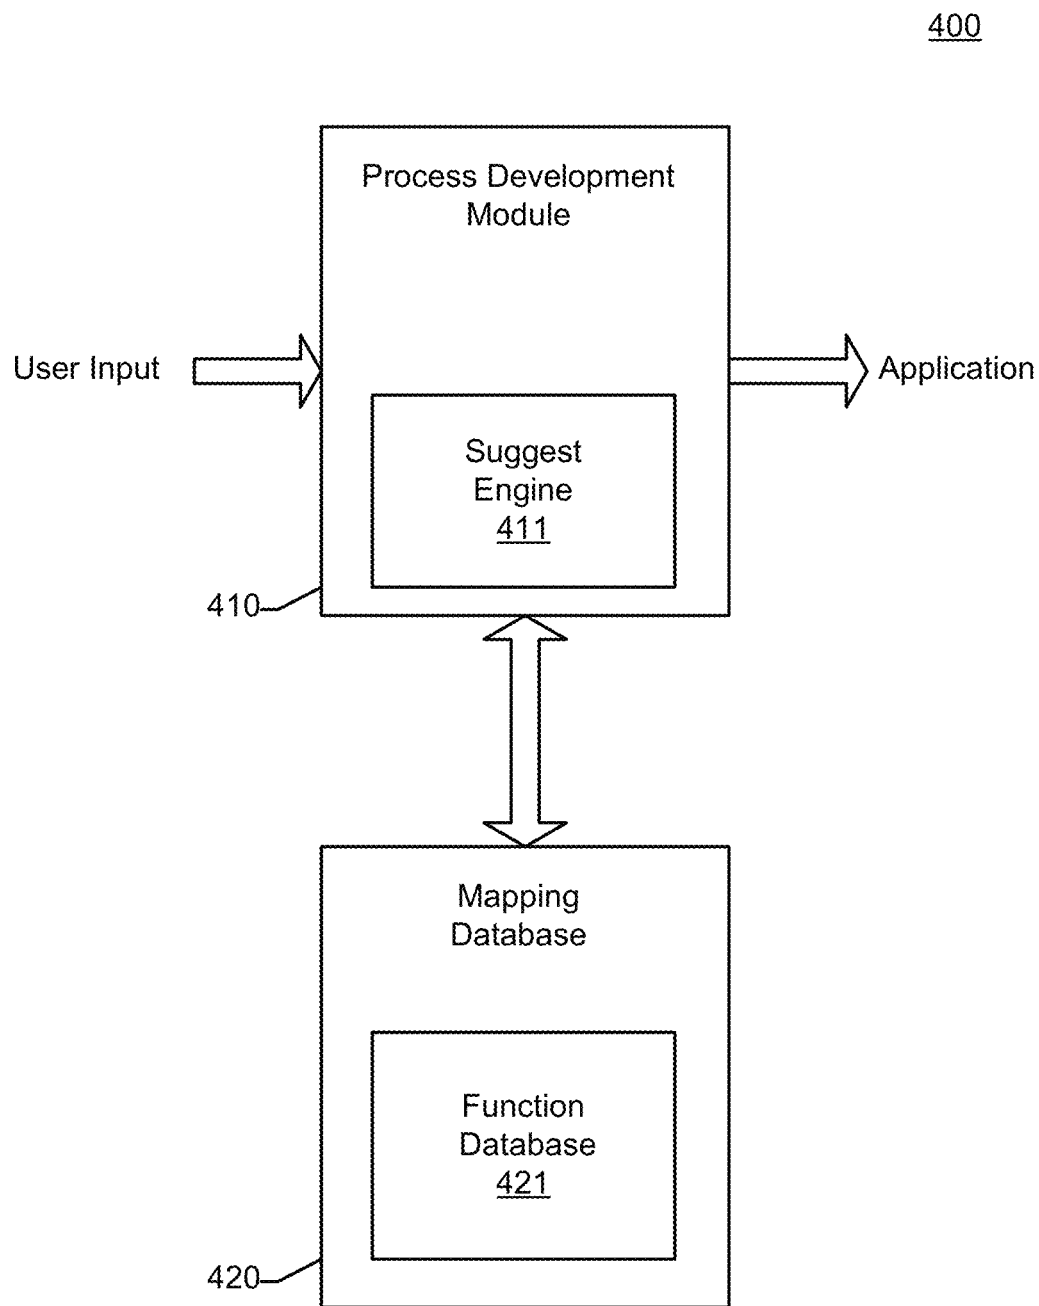 400
Process Development
Module
User Input
Application
Suggest
Engine
411
410
Mapping
Database
Function
Database
421
420